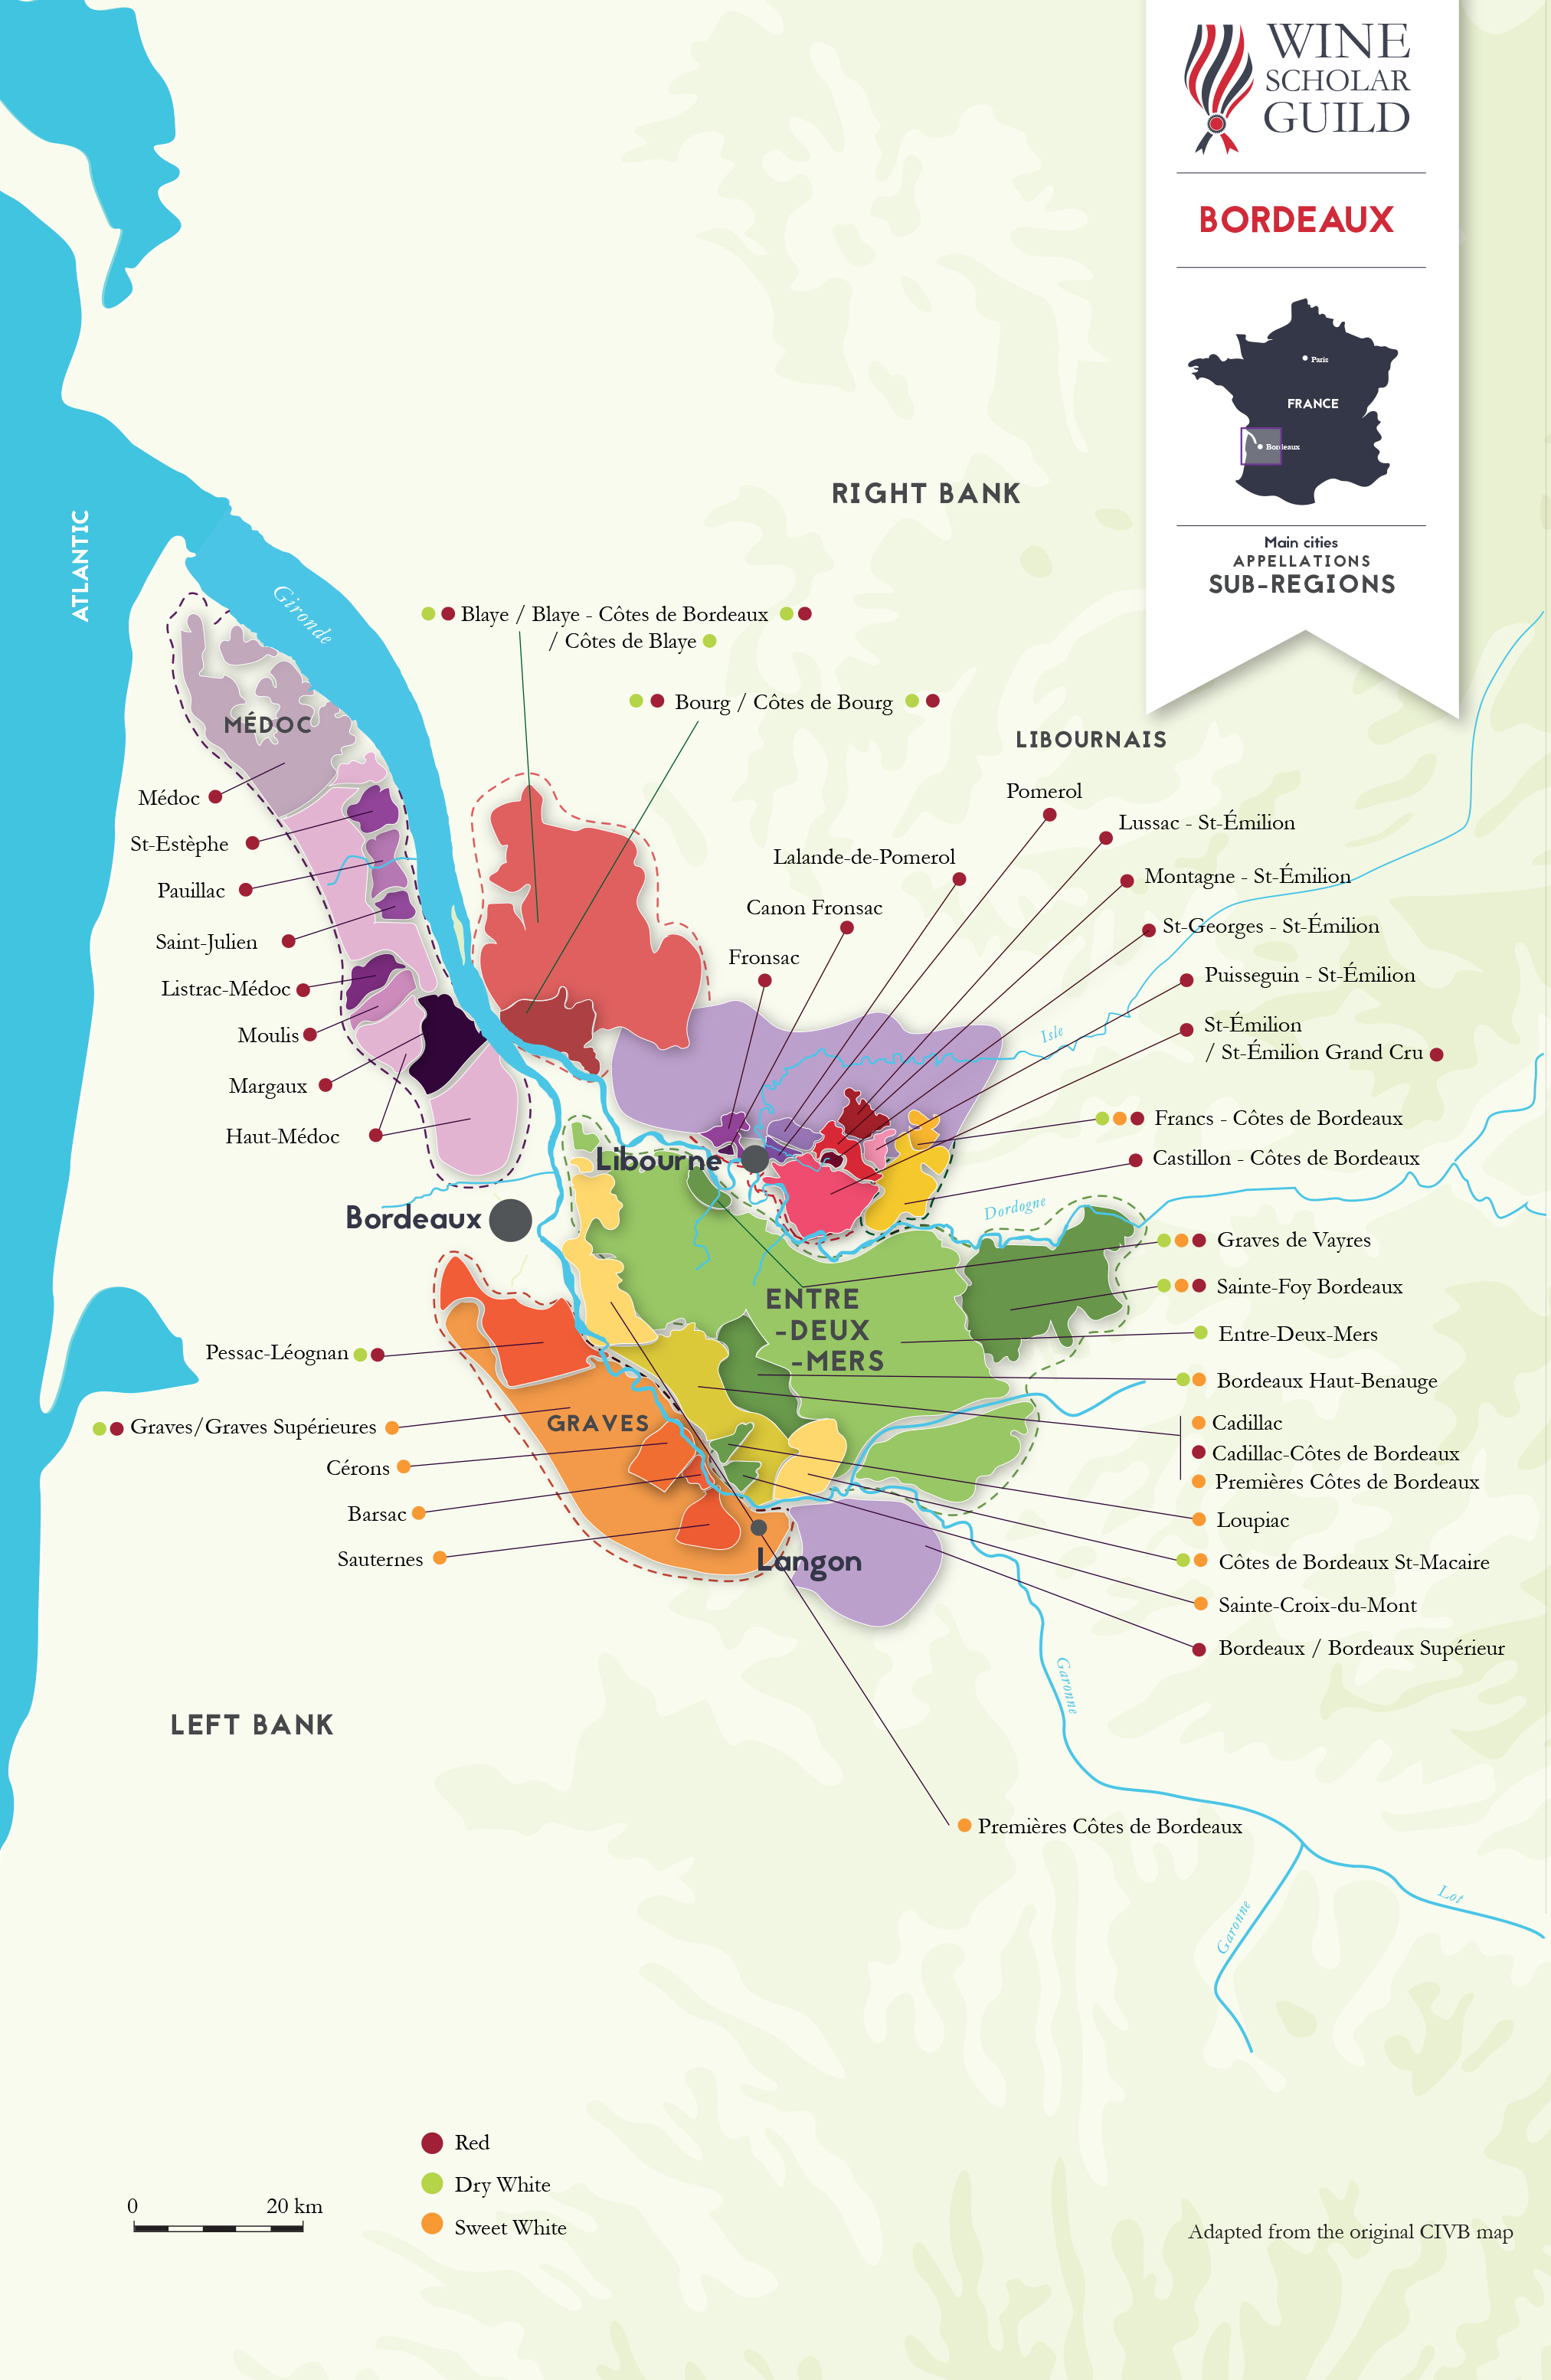 WINE
SCHOLAR
GUILD
BORDEAUX
Paris
FRANCE
Bordeaux
Main cities
APPELLATIONS
SUB-REGIONS
RIGHT BANK
ATLANTIC
Gironde
Blaye / Blaye - Côtes de Bordeaux
/ Côtes de Blaye
Bourg / Côtes de Bourg
MÉDOC
LIBOURNAIS
Médoc
St-Estèphe
Pauillac
Saint-Julien
Listrac-Médoc
Moulis
Margaux
Haut-Médoc
Pomerol
Lussac - St-Émilion
Lalande-de-Pomerol
Montagne - St-Émilion
Canon Fronsac
St-Georges - St-Émilion
Fronsac
Puisseguin - St-Émilion
St-Émilion
/ St-Émilion Grand Cru
Isle
Francs - Côtes de Bordeaux
Castillon - Côtes de Bordeaux
Libourne
Bordeaux
Dordogne
Graves de Vayres
Sainte-Foy Bordeaux
ENTRE
-DEUX
-MERS
Entre-Deux-Mers
Pessac-Léognan
Bordeaux Haut-Benauge
GRAVES
Graves/Graves Supérieures
Cadillac
Cadillac-Côtes de Bordeaux
Premières Côtes de Bordeaux
Cérons
Barsac
Sauternes
Loupiac
Langon
Côtes de Bordeaux St-Macaire
Sainte-Croix-du-Mont
Bordeaux / Bordeaux Supérieur
Garonne
LEFT BANK
Premières Côtes de Bordeaux
Lot
Garonne
Red
Dry White
Sweet White
0 20 km
Adapted from the original CIVB map